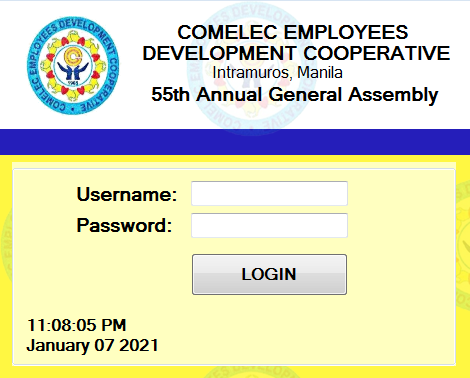 COMELEC EMPLOYEES DEVELOPMENT COOPERATIVE
1965
COMELEC EMPLOYEES
DEVELOPMENT COOPERATIVE
Intramuros, Manila
55th Annual General Assembly
Username:
Password:
LOGIN
11:08:05 PM
January 07 2021